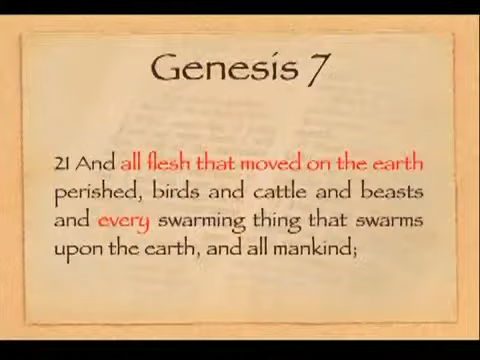 Genesis 7
21 And all flesh that moved on the earth
perished, birds and cattle and beasts
and every swarming thing that swarms
upon the earth, and all mankind;